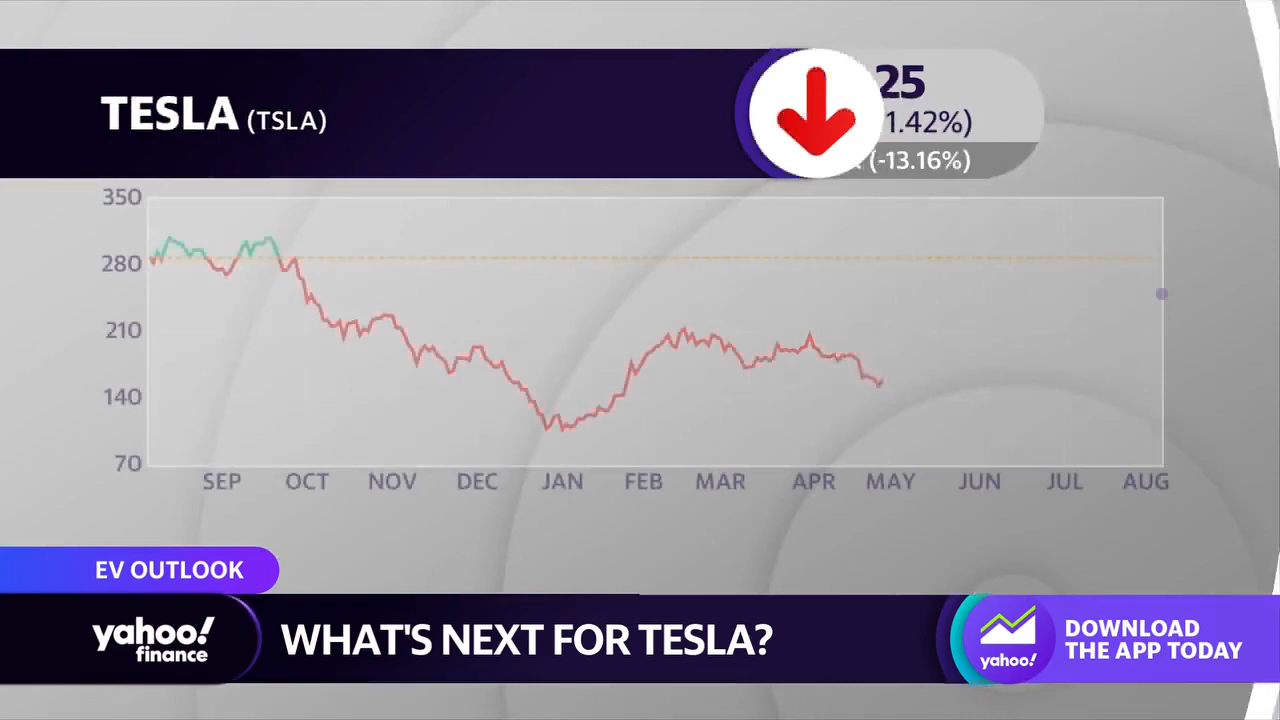 TESLA (TSLA)
25
1.42%)
(-13.16%)
350
280
210
140
70
SEP OCT NOV DEC JAN FEB MAR APR MAY JUN JUL AUG
EV OUTLOOK
yahoo!
finance
WHAT'S NEXT FOR TESLA?
yahoo!
DOWNLOAD
THE APP TODAY